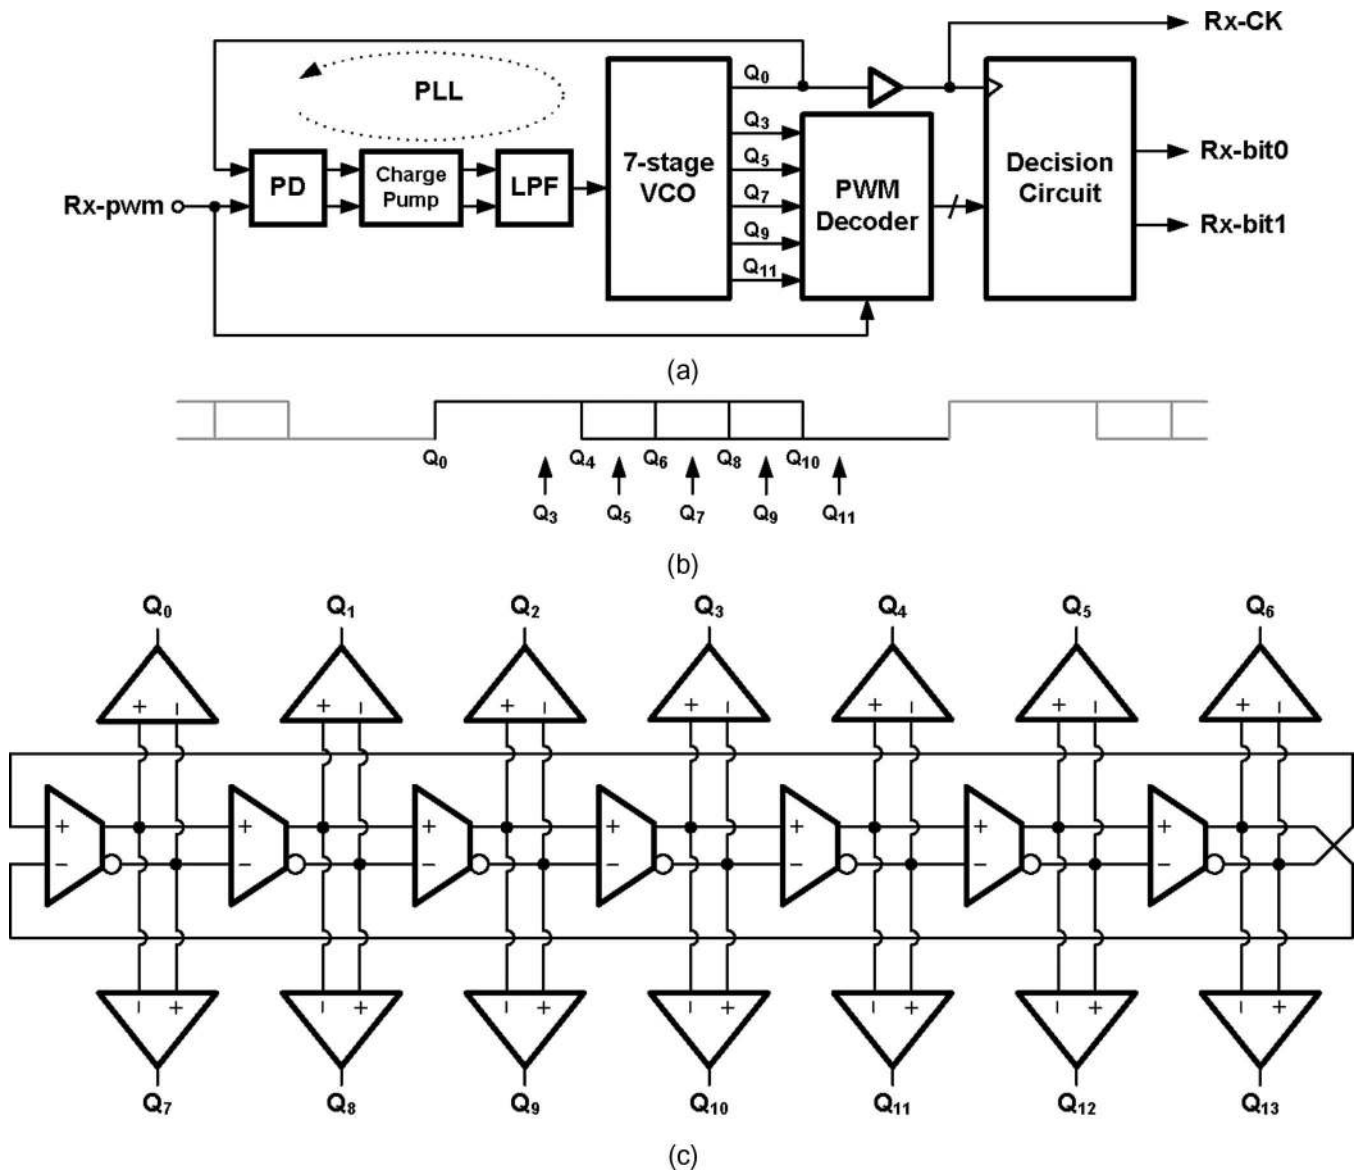 Rx-CK
PLL
Q0
Q3
Q5
Q7
Q9
Q11
Rx-pwm
PD
Charge
Pump
LPF
7-stage
VCO
PWM
Decoder
Decision
Circuit
Rx-bit0
Rx-bit1
(a)
Q0 Q4 Q6 Q8 Q10
Q3 Q5 Q7 Q9 Q11
(b)
Q0 Q1 Q2 Q3 Q4 Q5 Q6
+ − + − + − + − + − + − + −
+ + + + + + +
− − − − − − −
− + − + − + − + − + − + − +
Q7 Q8 Q9 Q10 Q11 Q12 Q13
(c)